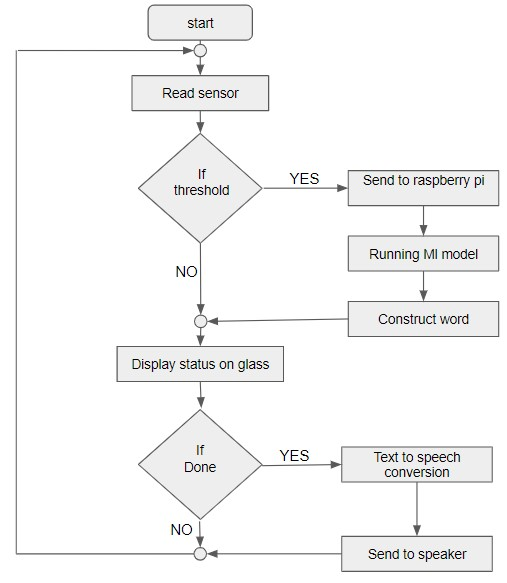 start
Read sensor
If
threshold
YES
Send to raspberry pi
Running MI model
NO
Construct word
Display status on glass
If
Done
YES
Text to speech
conversion
NO
Send to speaker